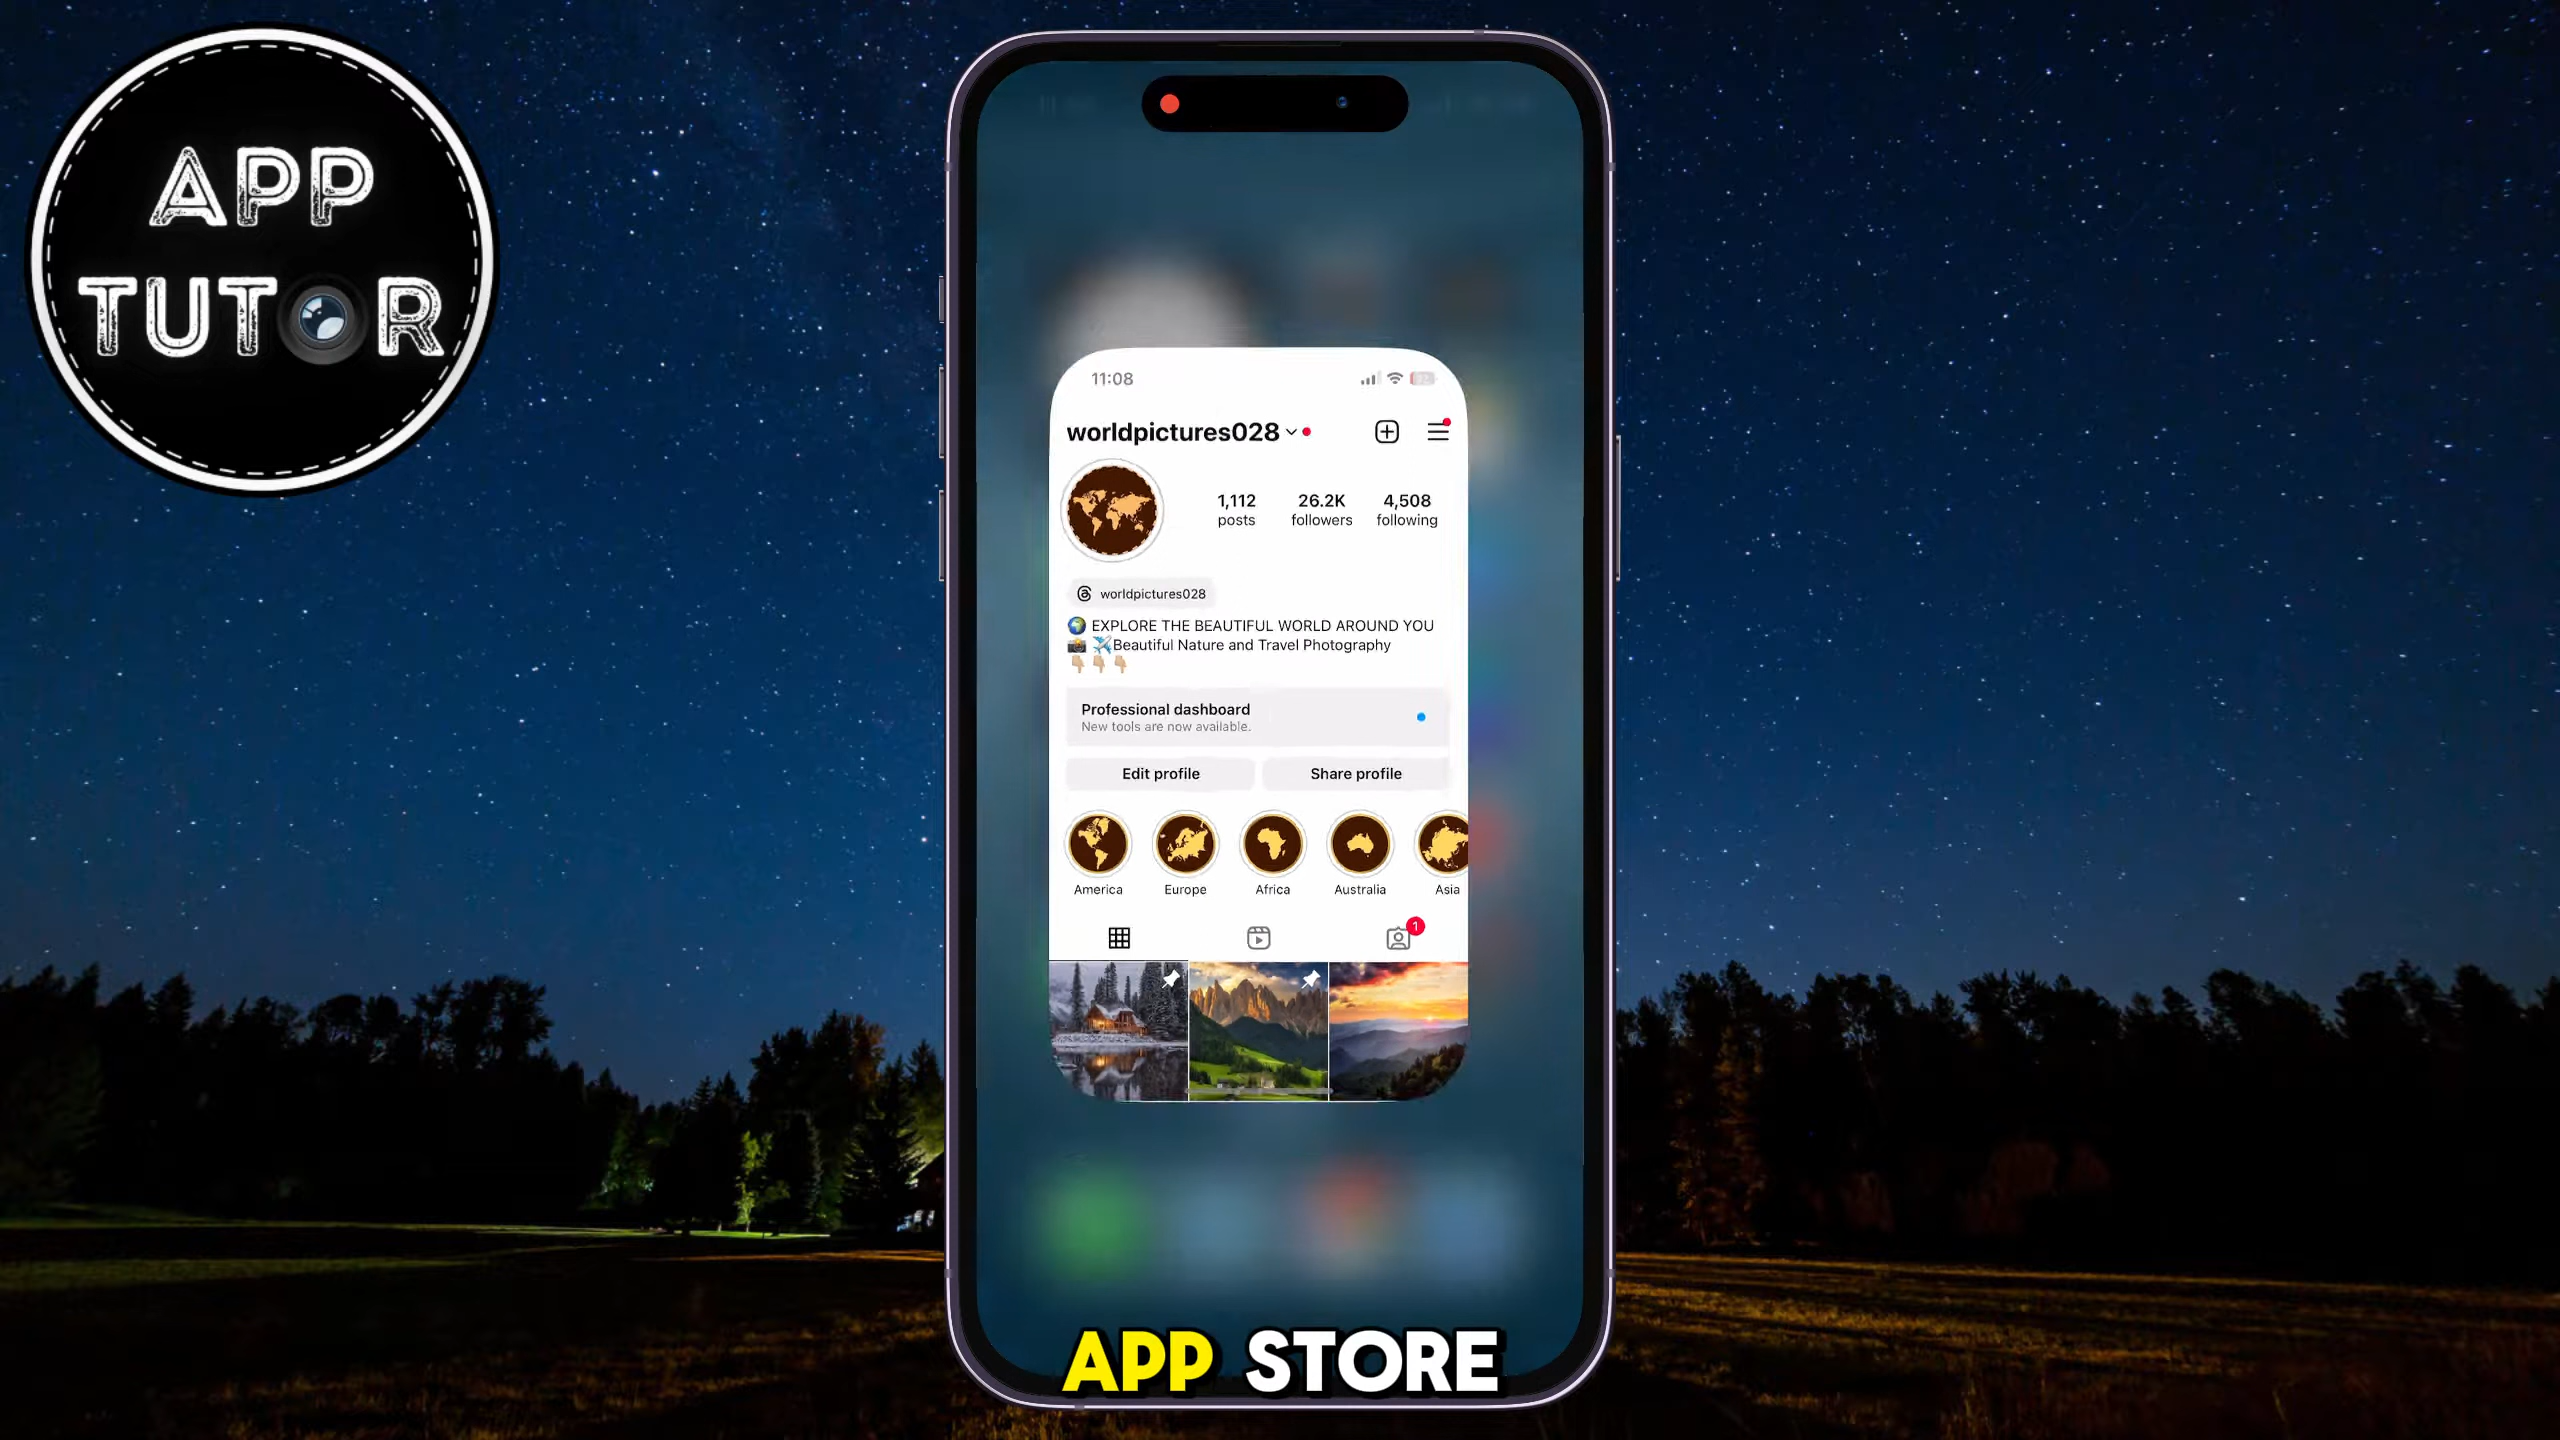 APP
TUTOR
11:08
worldpictures028
1,112 26.2K 4,508
posts followers following
worldpictures028
🌍 EXPLORE THE BEAUTIFUL WORLD AROUND YOU
📸 ✈️Beautiful Nature and Travel Photography
👇🏼 👇🏼 👇🏼
Professional dashboard
New tools are now available.
Edit profile Share profile
America Europe Africa Australia Asia
1
APP STORE